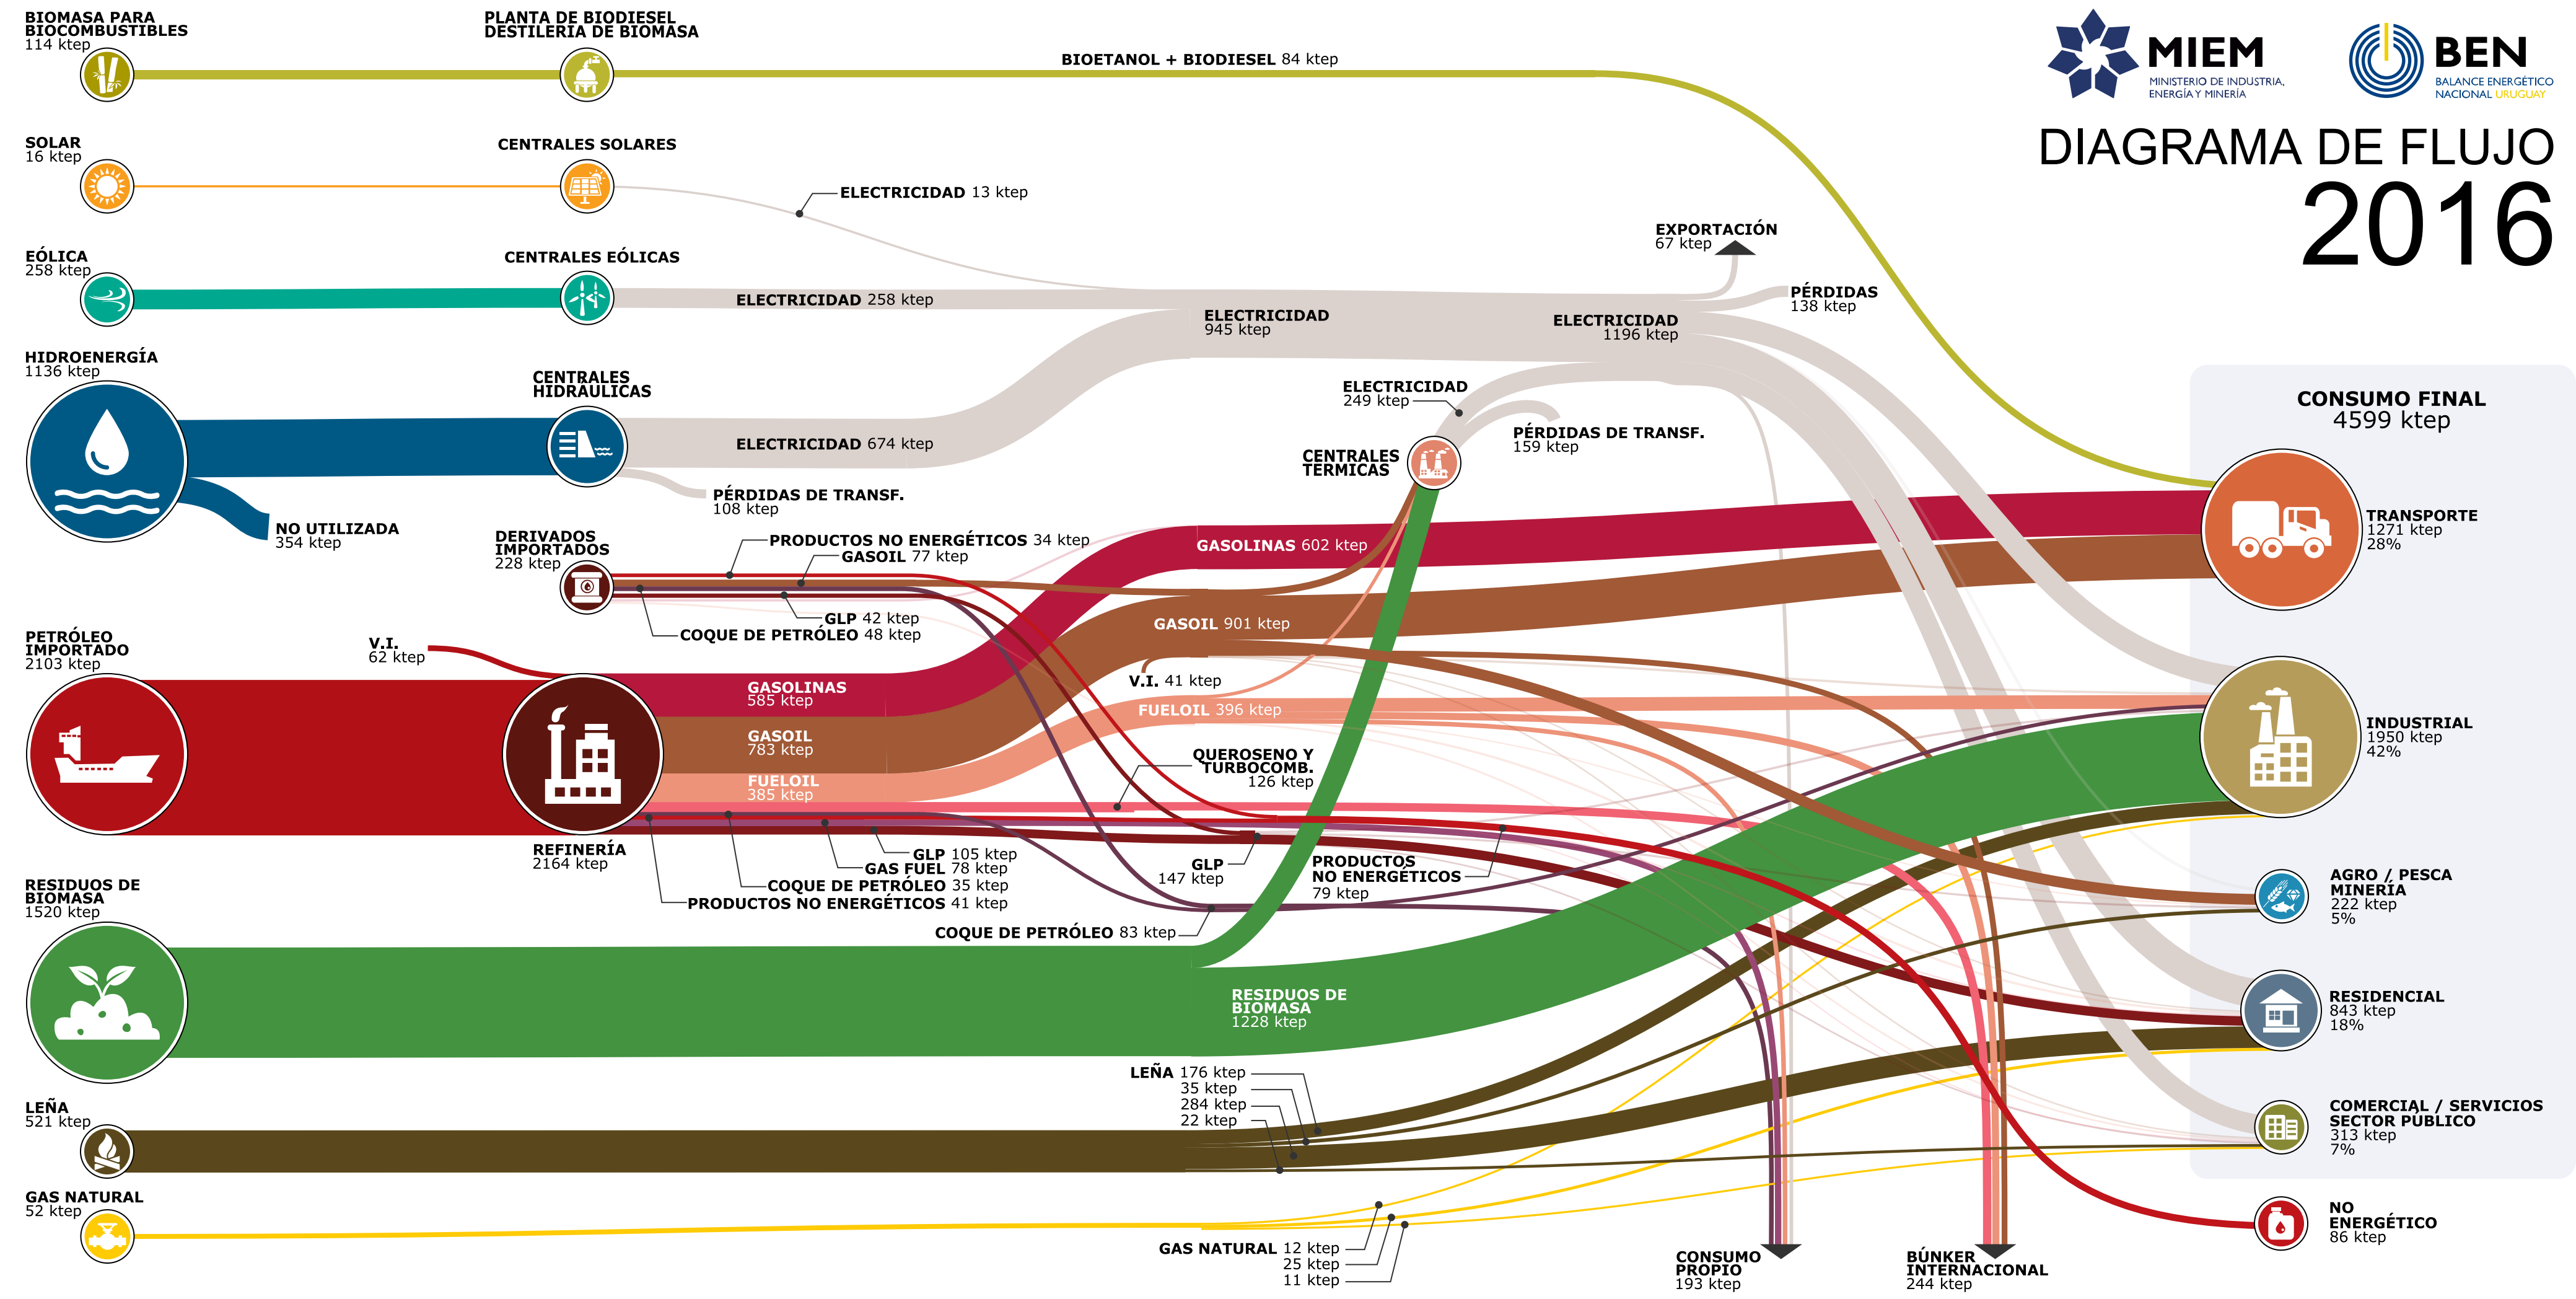 BIOMASA PARA
BIOCOMBUSTIBLES
114 ktep
PLANTA DE BIODIESEL
DESTILERÍA DE BIOMASA
BIOETANOL + BIODIESEL 84 ktep
MIEM
MINISTERIO DE INDUSTRIA,
ENERGÍA Y MINERÍA
BEN
BALANCE ENERGÉTICO
NACIONAL URUGUAY
DIAGRAMA DE FLUJO
2016
SOLAR
16 ktep
CENTRALES SOLARES
ELECTRICIDAD 13 ktep
EÓLICA
258 ktep
CENTRALES EÓLICAS
ELECTRICIDAD 258 ktep
ELECTRICIDAD
945 ktep
ELECTRICIDAD
1196 ktep
EXPORTACIÓN
67 ktep
PÉRDIDAS
138 ktep
HIDROENERGÍA
1136 ktep
CENTRALES
HIDRÁULICAS
ELECTRICIDAD 674 ktep
PÉRDIDAS DE TRANSF.
108 ktep
NO UTILIZADA
354 ktep
ELECTRICIDAD
249 ktep
PÉRDIDAS DE TRANSF.
159 ktep
CENTRALES
TÉRMICAS
CONSUMO FINAL
4599 ktep
DERIVADOS
IMPORTADOS
228 ktep
PRODUCTOS NO ENERGÉTICOS 34 ktep
GASOIL 77 ktep
GLP 42 ktep
COQUE DE PETRÓLEO 48 ktep
GASOLINAS 602 ktep
TRANSPORTE
1271 ktep
28%
PETRÓLEO
IMPORTADO
2103 ktep
V.I.
62 ktep
GASOLINAS
585 ktep
GASOIL
783 ktep
FUELOIL
385 ktep
REFINERÍA
2164 ktep
GASOIL 901 ktep
V.I. 41 ktep
FUELOIL 396 ktep
QUEROSENO Y
TURBOCOMB.
126 ktep
INDUSTRIAL
1950 ktep
42%
GLP 105 ktep
GAS FUEL 78 ktep
COQUE DE PETRÓLEO 35 ktep
PRODUCTOS NO ENERGÉTICOS 41 ktep
GLP
147 ktep
PRODUCTOS
NO ENERGÉTICOS
79 ktep
COQUE DE PETRÓLEO 83 ktep
AGRO / PESCA
MINERÍA
222 ktep
5%
RESIDUOS DE
BIOMASA
1520 ktep
RESIDUOS DE
BIOMASA
1228 ktep
RESIDENCIAL
843 ktep
18%
LEÑA
521 ktep
LEÑA 176 ktep
35 ktep
284 ktep
22 ktep
COMERCIAL / SERVICIOS
SECTOR PÚBLICO
313 ktep
7%
GAS NATURAL
52 ktep
GAS NATURAL 12 ktep
25 ktep
11 ktep
CONSUMO
PROPIO
193 ktep
BÚNKER
INTERNACIONAL
244 ktep
NO
ENERGÉTICO
86 ktep